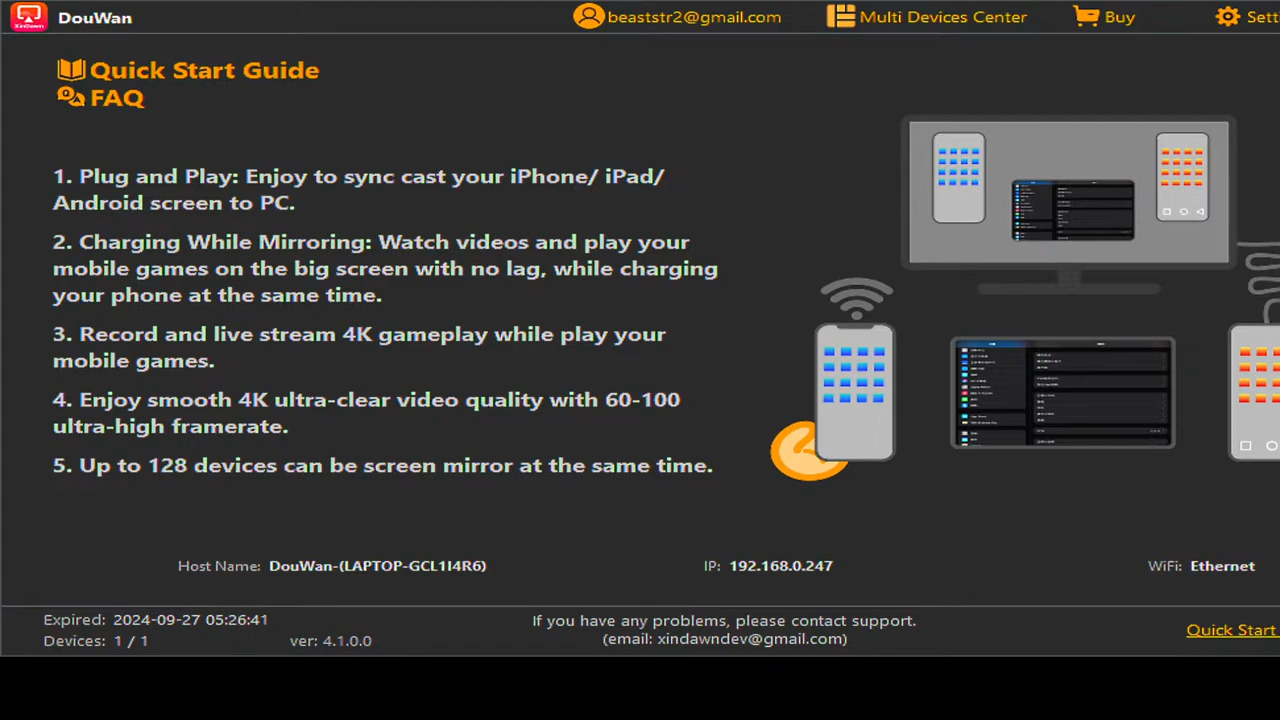 XinDawn
DouWan
beaststr2@gmail.com
Multi Devices Center
Buy
Sett
Quick Start Guide
FAQ
1. Plug and Play: Enjoy to sync cast your iPhone/ iPad/
Android screen to PC.
2. Charging While Mirroring: Watch videos and play your
mobile games on the big screen with no lag, while charging
your phone at the same time.
3. Record and live stream 4K gameplay while play your
mobile games.
4. Enjoy smooth 4K ultra-clear video quality with 60-100
ultra-high framerate.
5. Up to 128 devices can be screen mirror at the same time.
Host Name: DouWan-(LAPTOP-GCL1I4R6)
IP: 192.168.0.247
WiFi: Ethernet
Expired: 2024-09-27 05:26:41
Devices: 1 / 1
ver: 4.1.0.0
If you have any problems, please contact support.
(email: xindawndev@gmail.com)
Quick Start